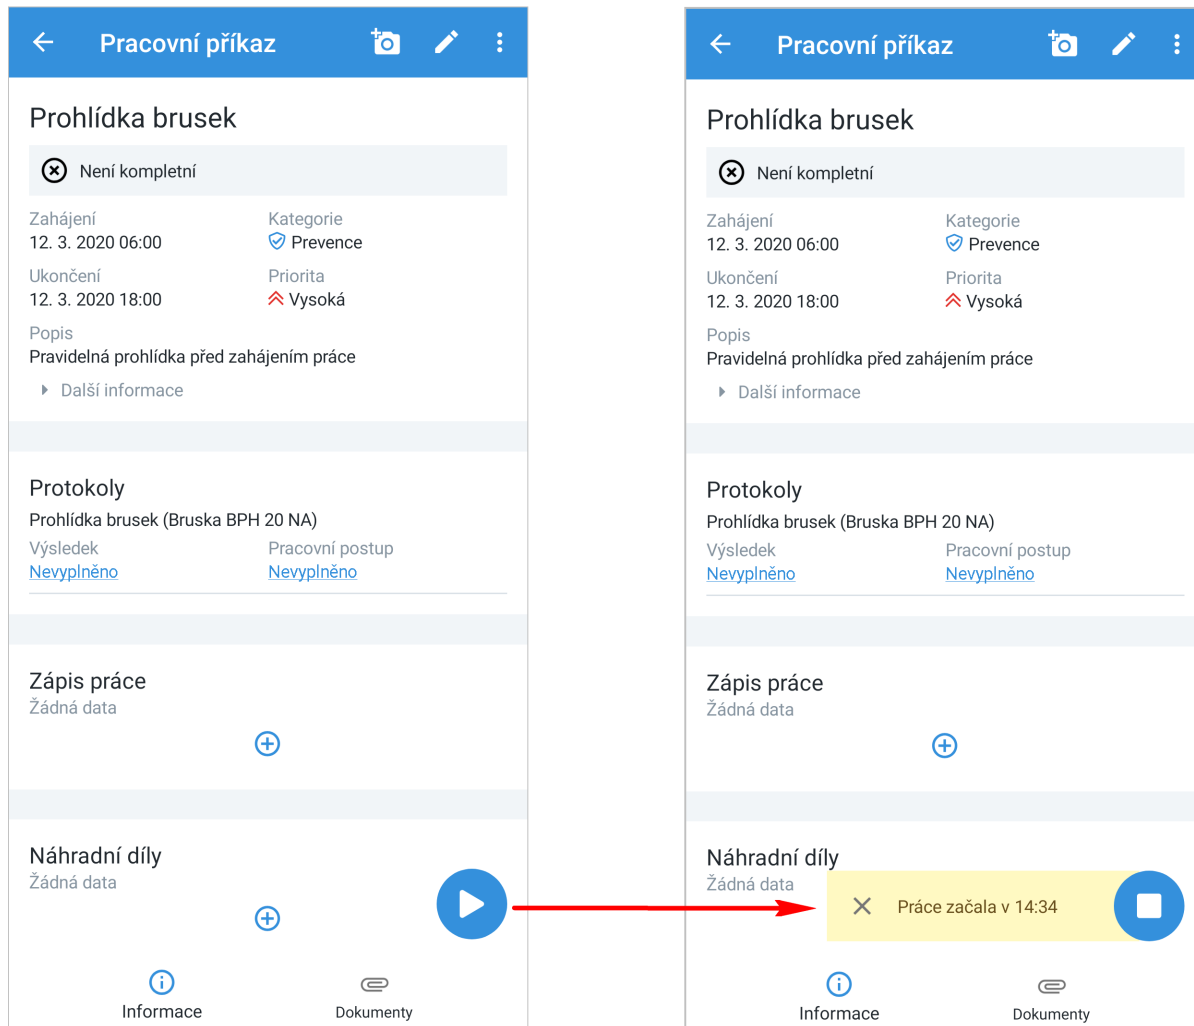 Pracovní příkaz
Prohlídka brusek
Není kompletní
Zahájení Kategorie
12. 3. 2020 06:00 Prevence
Ukončení Priorita
12. 3. 2020 18:00 Vysoká
Popis
Pravidelná prohlídka před zahájením práce
Další informace
Protokoly
Prohlídka brusek (Bruska BPH 20 NA)
Výsledek Pracovní postup
Nevyplněno Nevyplněno
Zápis práce
Žádná data
Náhradní díly
Žádná data
Informace Dokumenty
Pracovní příkaz
Prohlídka brusek
Není kompletní
Zahájení Kategorie
12. 3. 2020 06:00 Prevence
Ukončení Priorita
12. 3. 2020 18:00 Vysoká
Popis
Pravidelná prohlídka před zahájením práce
Další informace
Protokoly
Prohlídka brusek (Bruska BPH 20 NA)
Výsledek Pracovní postup
Nevyplněno Nevyplněno
Zápis práce
Žádná data
Náhradní díly
Žádná data
Práce začala v 14:34
Informace Dokumenty